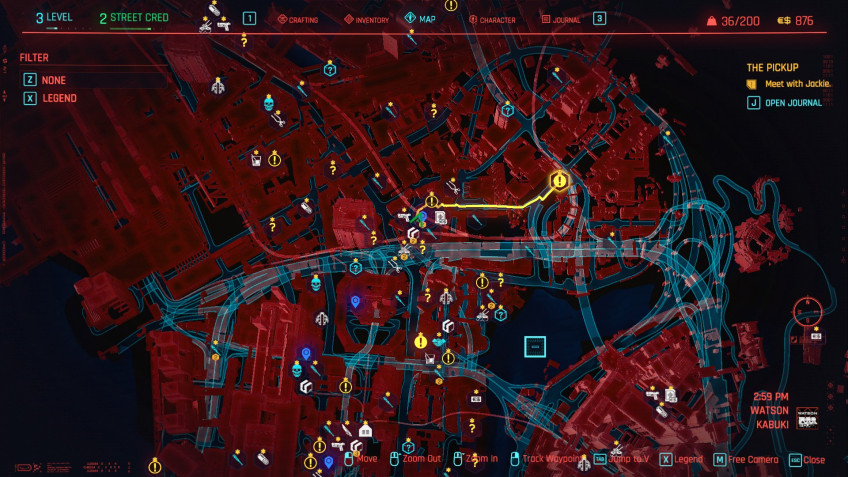 3 LEVEL
2 STREET CRED
1
CRAFTING
INVENTORY
MAP
CHARACTER
JOURNAL
3
36/200
€$ 876
FILTER
Z NONE
X LEGEND
THE PICKUP
Meet with Jackie.
J OPEN JOURNAL
N
2:59 PM
WATSON
KABUKI
Move
Zoom Out
Zoom In
Track Waypoint
TAB Jump to V
X Legend
M Free Camera
ESC Close